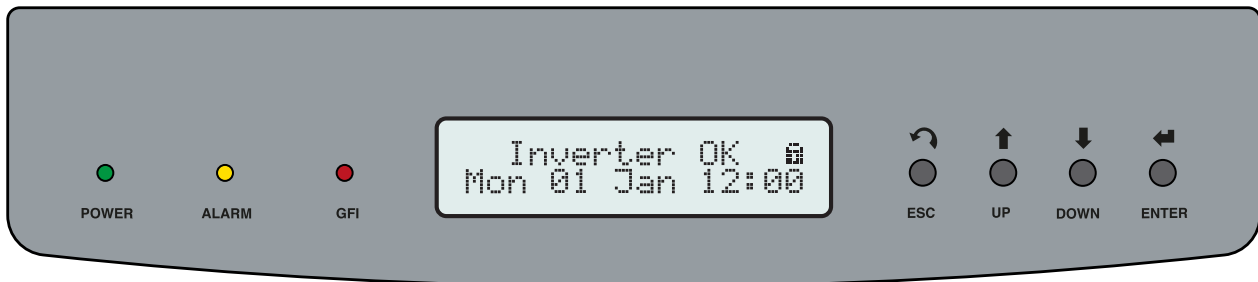 Inverter OK
Mon 01 Jan 12:00
POWER
ALARM
GFI
ESC
UP
DOWN
ENTER